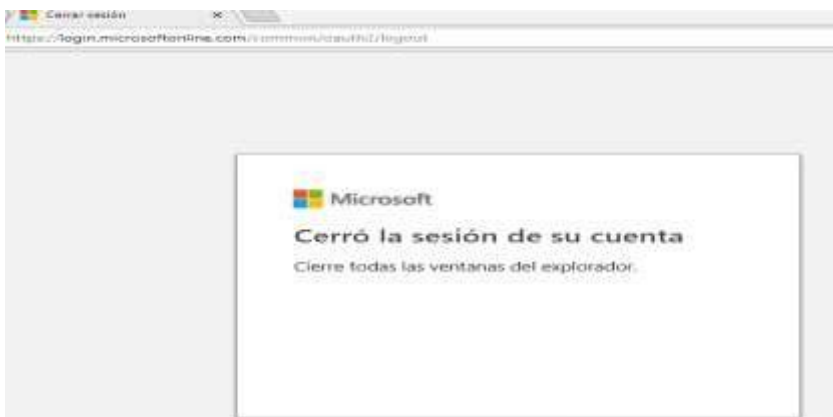 Cerrar sesión
https://login.microsoftonline.com/common/oauth2/logout
Microsoft
Cerró la sesión de su cuenta
Cierre todas las ventanas del explorador.